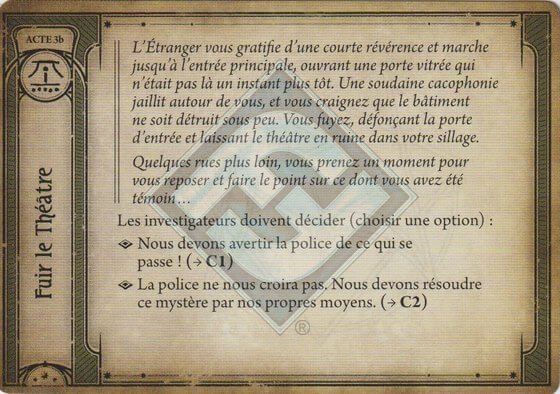 ACTE 3b
Fuir le Théâtre
L'Étranger vous gratifie d'une courte révérence et marche
jusqu'à l'entrée principale, ouvrant une porte vitrée qui
n'était pas là un instant plus tôt. Une soudaine cacophonie
jaillit autour de vous, et vous craignez que le bâtiment
ne soit détruit sous peu. Vous fuyez, défonçant la porte
d'entrée et laissant le théâtre en ruine dans votre sillage.
Quelques rues plus loin, vous prenez un moment pour
vous reposer et faire le point sur ce dont vous avez été
témoin…
Les investigateurs doivent décider (choisir une option) :
Nous devons avertir la police de ce qui se
passe ! (→ C1)
La police ne nous croira pas. Nous devons résoudre
ce mystère par nos propres moyens. (→ C2)
®